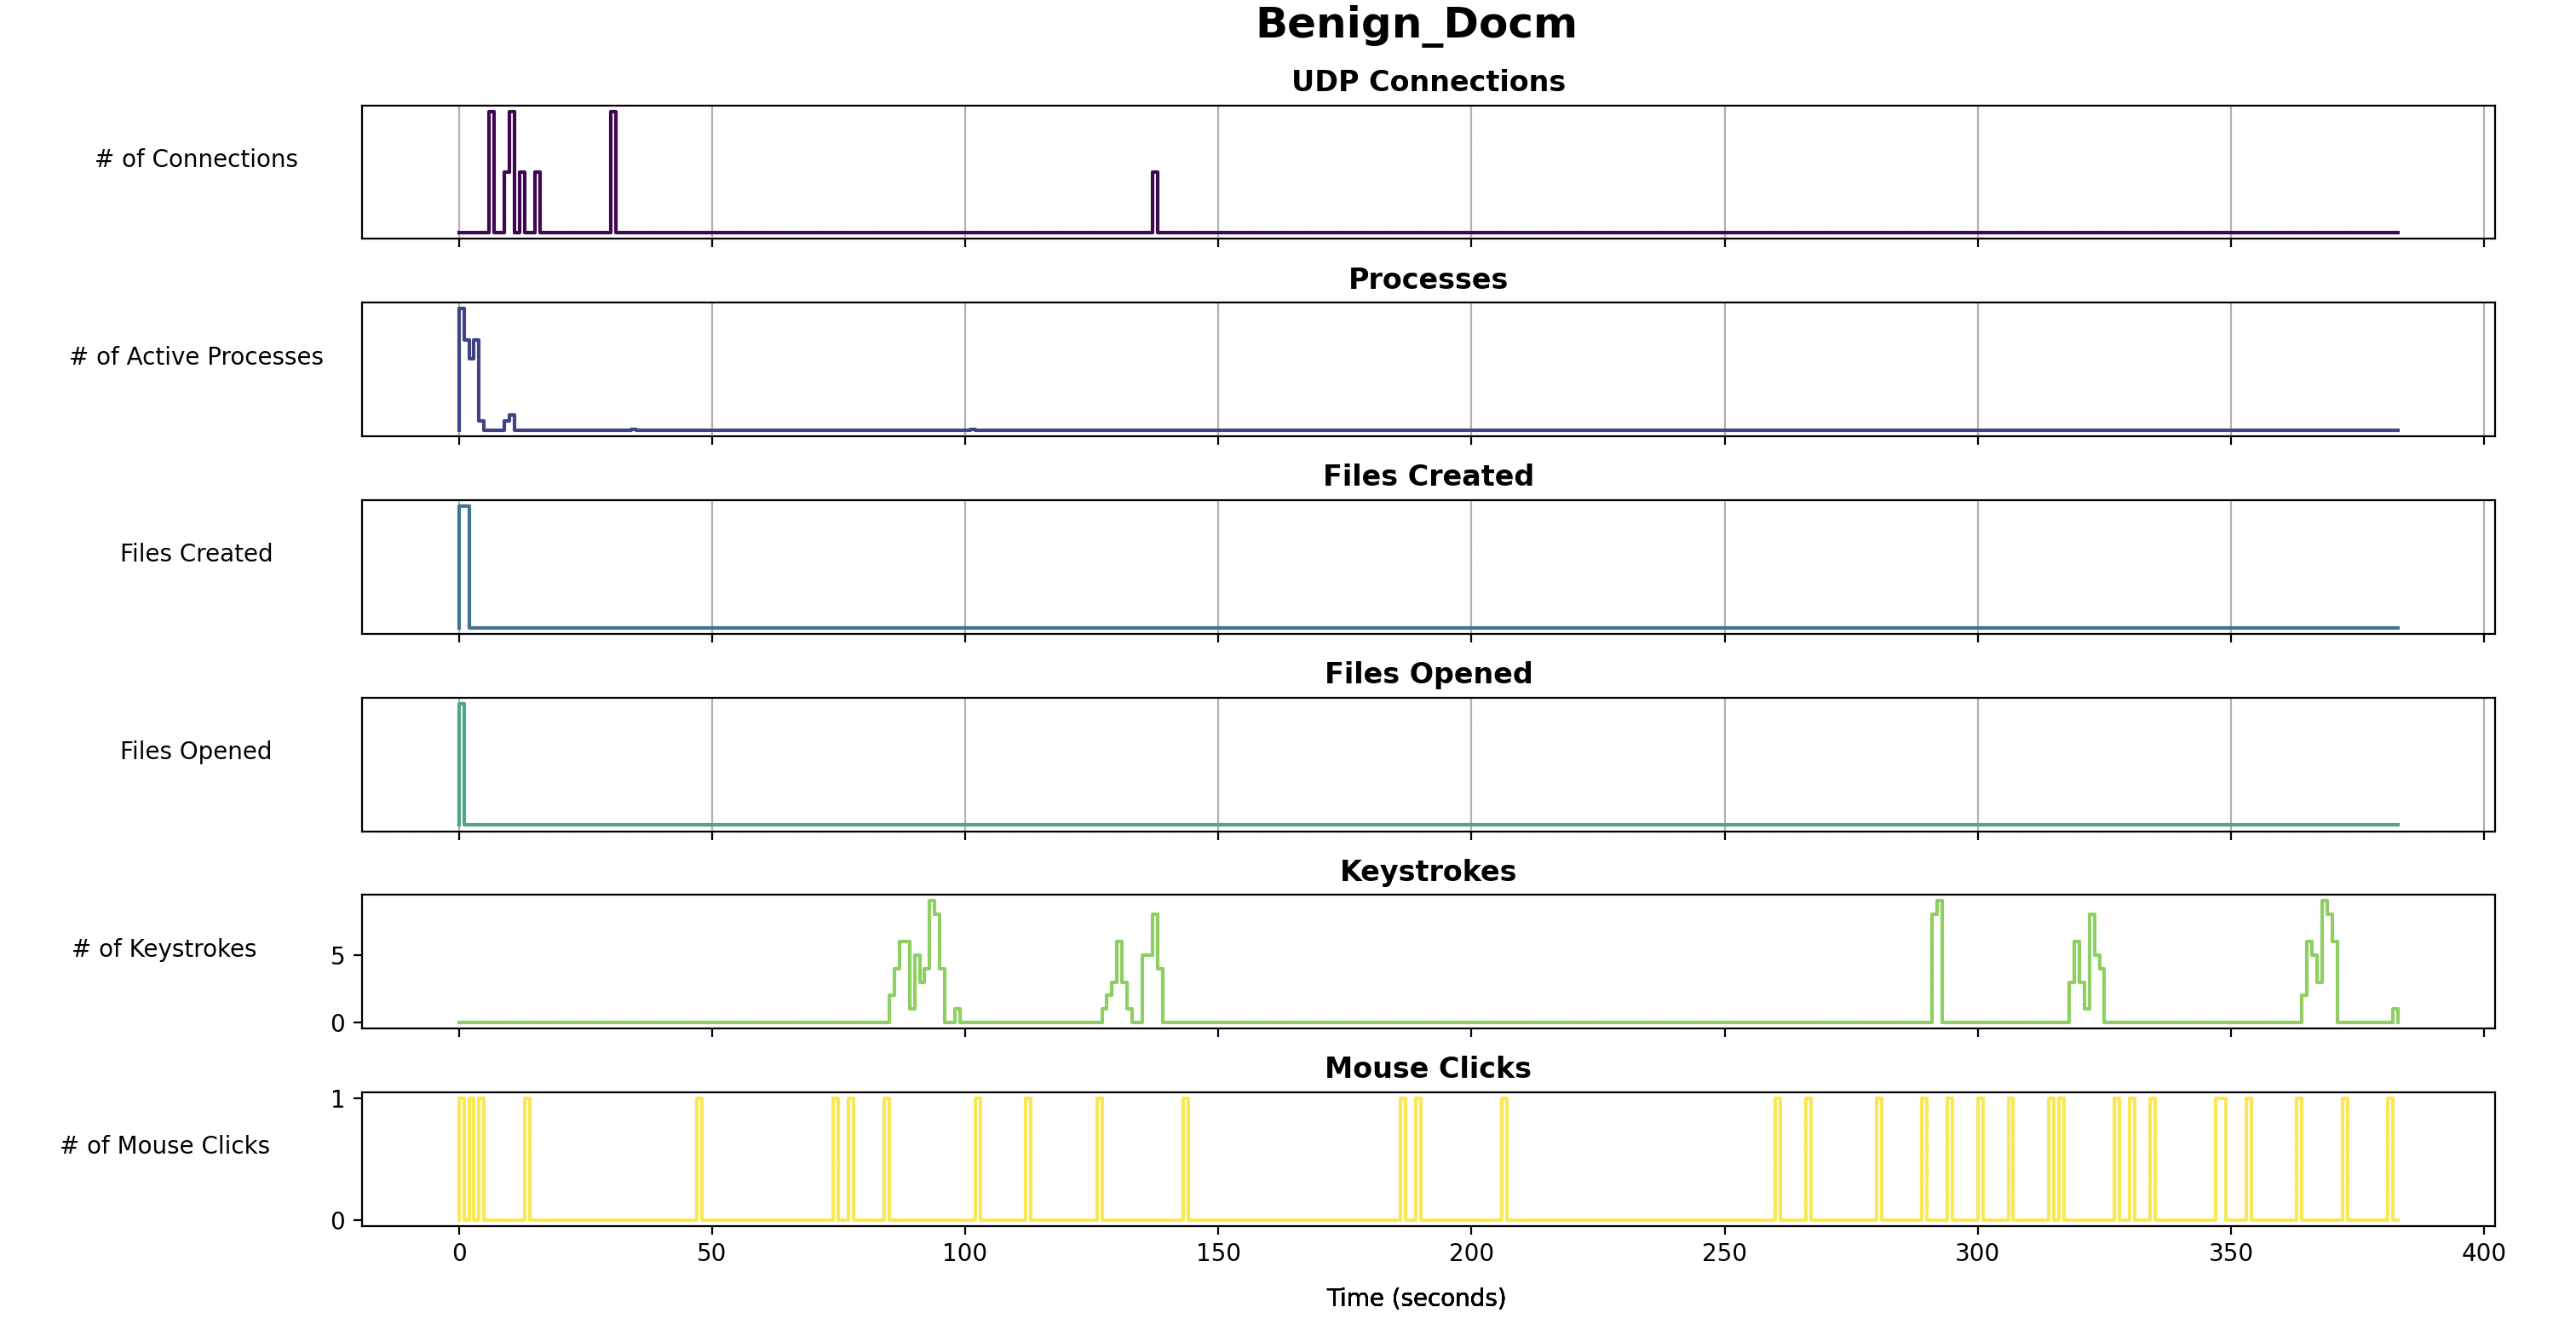 Benign_Docm
UDP Connections
# of Connections
Processes
# of Active Processes
Files Created
Files Created
Files Opened
Files Opened
Keystrokes
# of Keystrokes
5
0
Mouse Clicks
1
# of Mouse Clicks
0
0 50 100 150 200 250 300 350 400
Time (seconds)